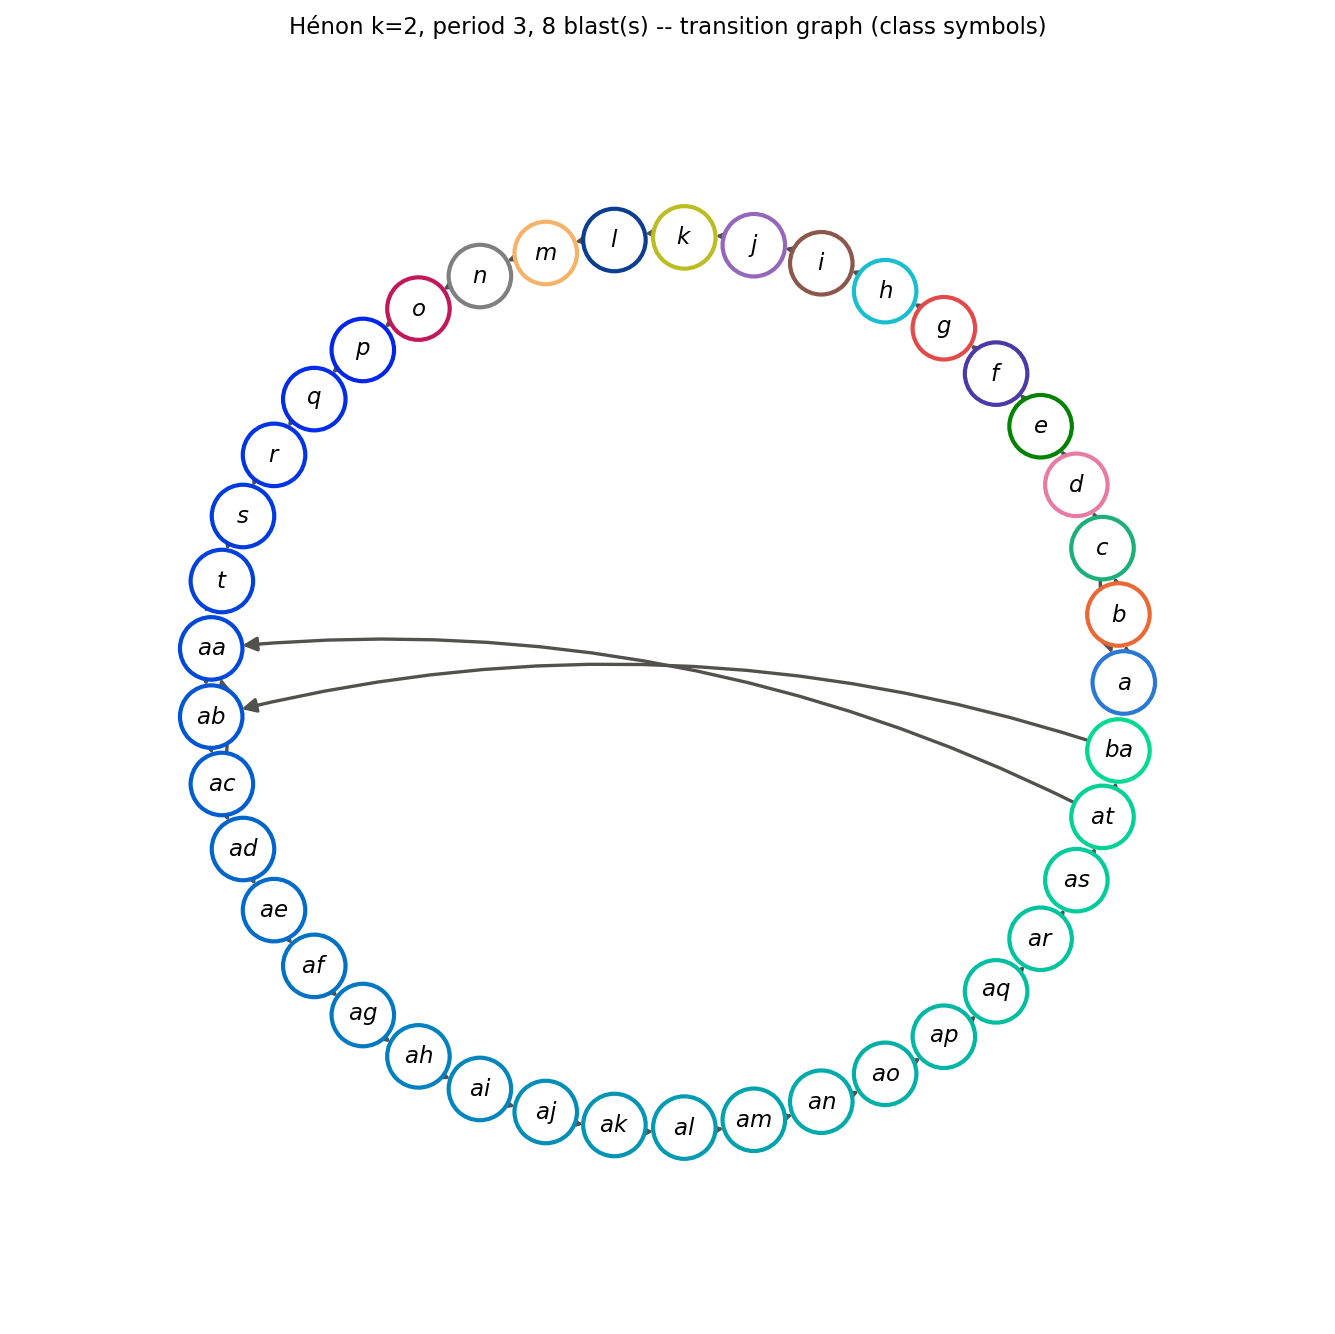 Hénon k=2, period 3, 8 blast(s) -- transition graph (class symbols)
k
l
j
m
i
n
h
o
g
p
f
q
e
r
d
s
c
t
b
aa
a
ab
ba
ac
at
ad
as
ae
ar
af
aq
ag
ap
ah
ao
ai
an
aj
am
ak
al